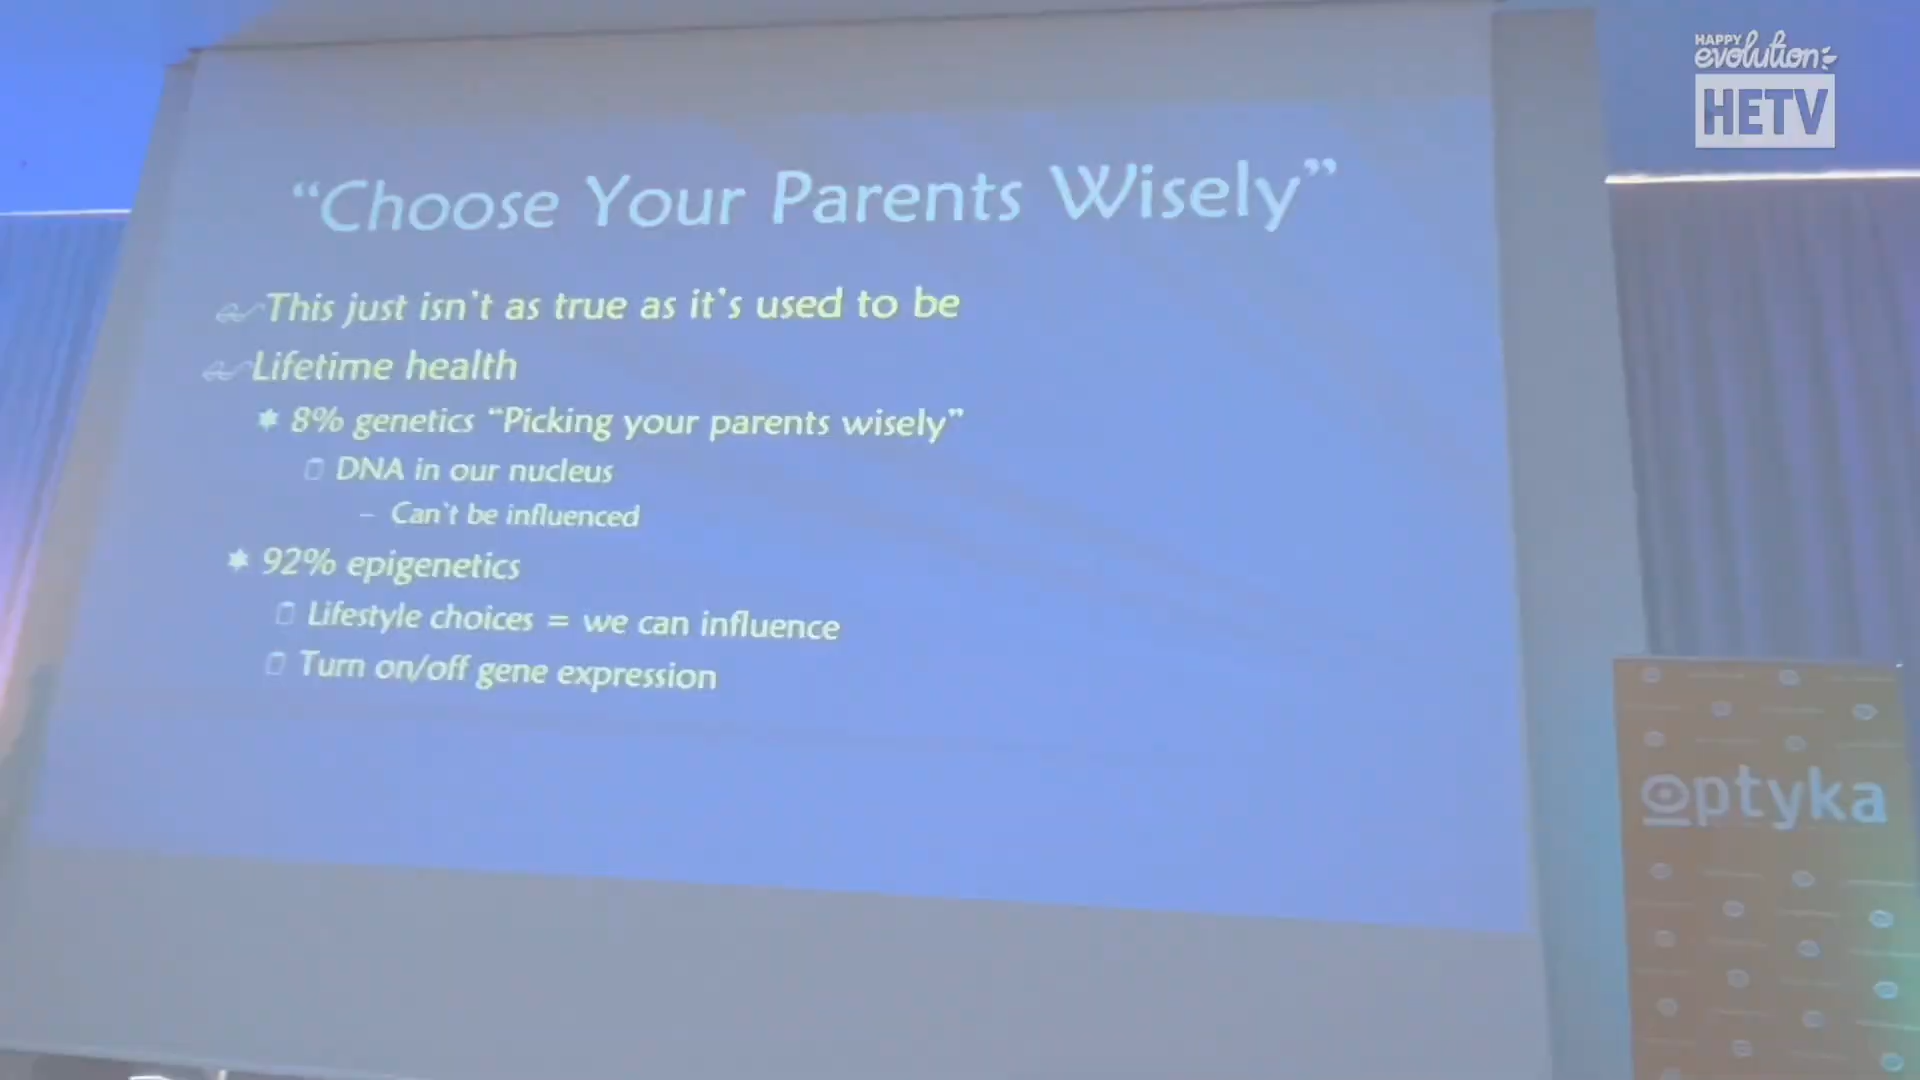 HAPPY
evolution
HETV
“Choose Your Parents Wisely”
This just isn't as true as it's used to be
Lifetime health
8% genetics “Picking your parents wisely”
DNA in our nucleus
– Can't be influenced
92% epigenetics
Lifestyle choices = we can influence
Turn on/off gene expression
optyka